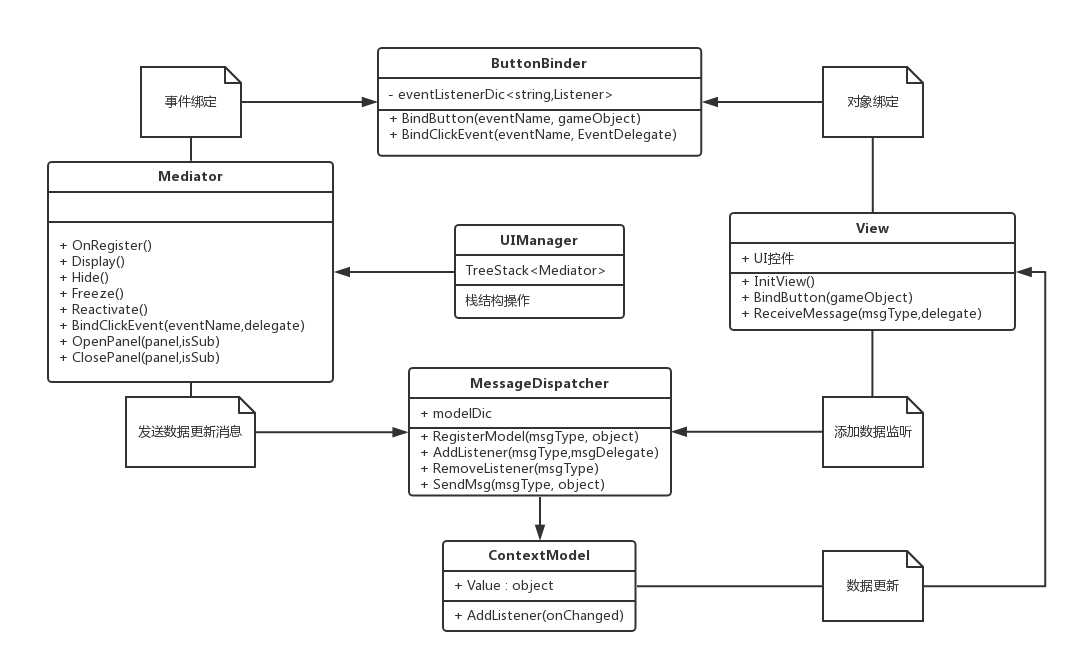 ButtonBinder
- eventListenerDic<string,Listener>
+ BindButton(eventName, gameObject)
+ BindClickEvent(eventName, EventDelegate)
事件绑定
对象绑定
Mediator
+ OnRegister()
+ Display()
+ Hide()
+ Freeze()
+ Reactivate()
+ BindClickEvent(eventName,delegate)
+ OpenPanel(panel,isSub)
+ ClosePanel(panel,isSub)
UIManager
TreeStack<Mediator>
栈结构操作
View
+ UI控件
+ InitView()
+ BindButton(gameObject)
+ ReceiveMessage(msgType,delegate)
发送数据更新消息
MessageDispatcher
+ modelDic
+ RegisterModel(msgType, object)
+ AddListener(msgType,msgDelegate)
+ RemoveListener(msgType)
+ SendMsg(msgType, object)
添加数据监听
ContextModel
+ Value : object
+ AddListener(onChanged)
数据更新